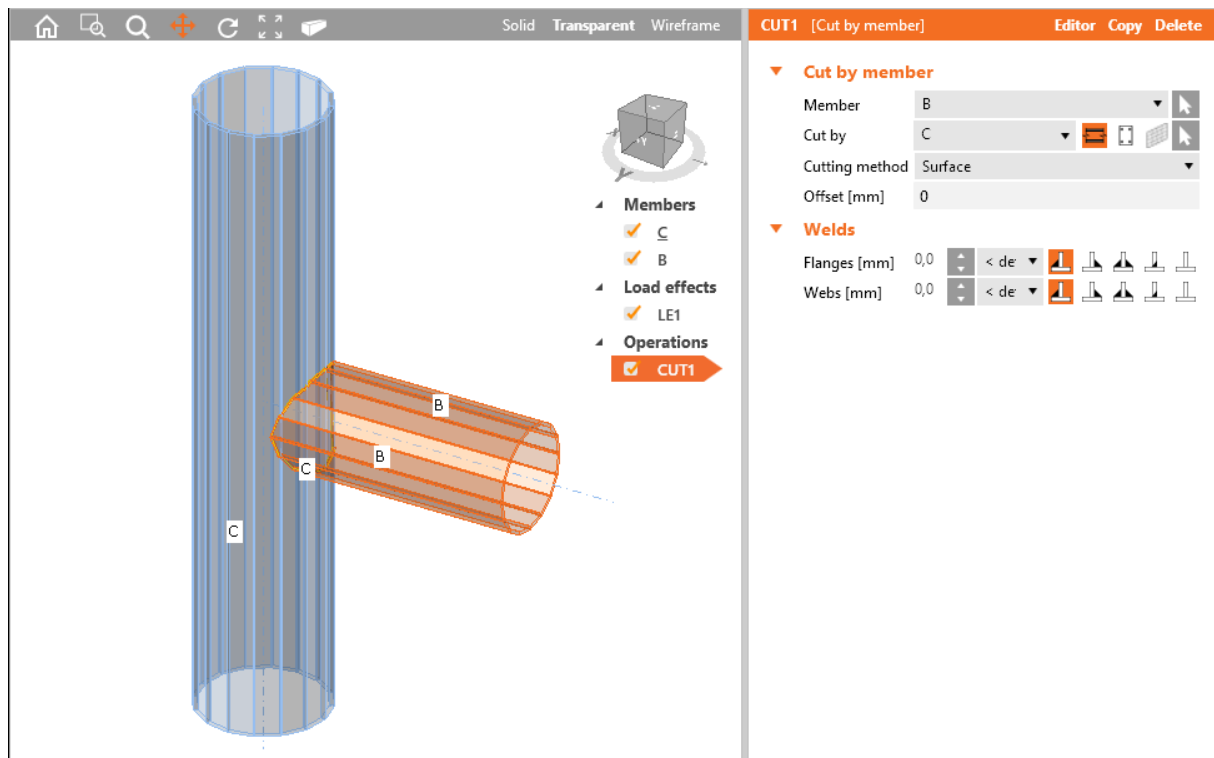 Solid Transparent Wireframe
Members
C
B
Load effects
LE1
Operations
CUT1
B
B
C
C
CUT1 [Cut by member] Editor Copy Delete
Cut by member
Member B
Cut by C
Cutting method Surface
Offset [mm] 0
Welds
Flanges [mm] 0,0 < de
Webs [mm] 0,0 < de